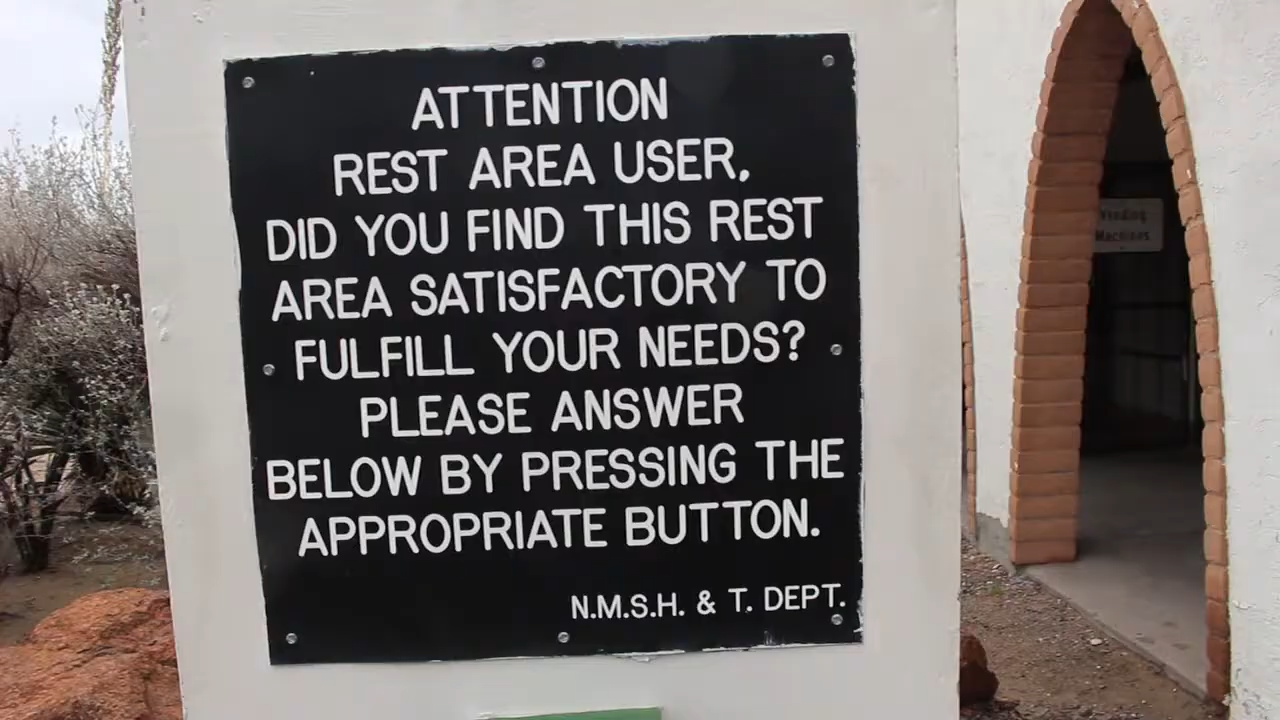 ATTENTION
REST AREA USER,
DID YOU FIND THIS REST
AREA SATISFACTORY TO
FULFILL YOUR NEEDS?
PLEASE ANSWER
BELOW BY PRESSING THE
APPROPRIATE BUTTON.
N.M.S.H. & T. DEPT.
Vending
Machines